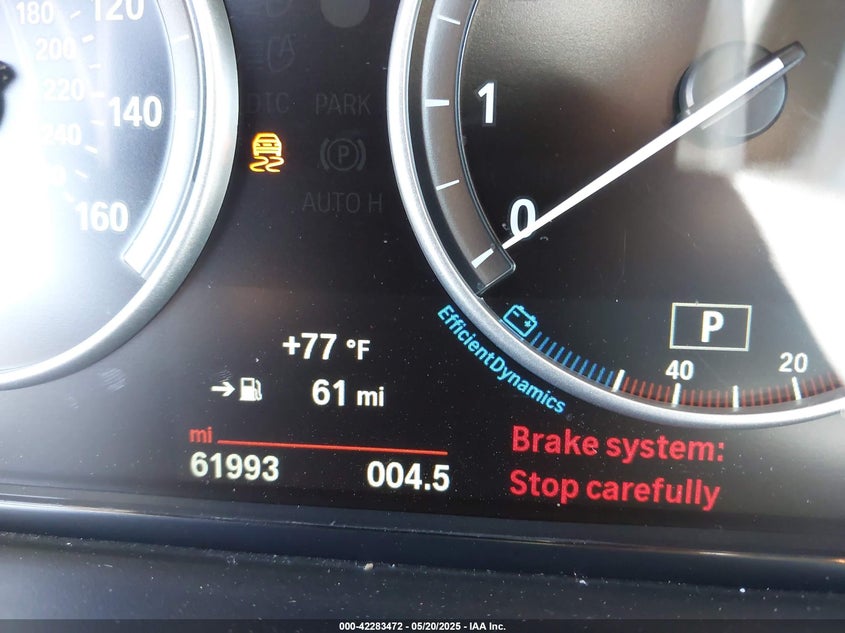 180
120
200
220
140
240
160
DTC
PARK
(P)
AUTO H
1
0
+77 °F
61 mi
mi
61993
004.5
EfficientDynamics
P
40
20
Brake system:
Stop carefully
000-42283472 - 05/20/2025 - IAA Inc.